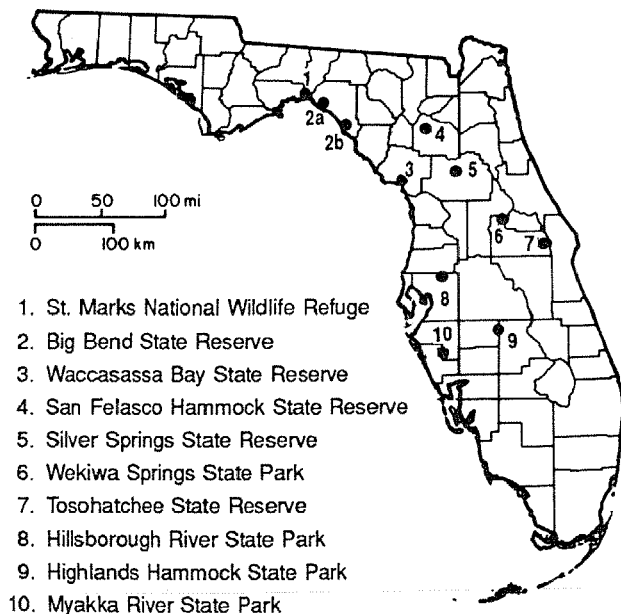 1
2a
2b
4
3
5
0 50 100 mi
0 100 km
6
7
8
9
10
1. St. Marks National Wildlife Refuge
2. Big Bend State Reserve
3. Waccasassa Bay State Reserve
4. San Felasco Hammock State Reserve
5. Silver Springs State Reserve
6. Wekiwa Springs State Park
7. Tosohatchee State Reserve
8. Hillsborough River State Park
9. Highlands Hammock State Park
10. Myakka River State Park